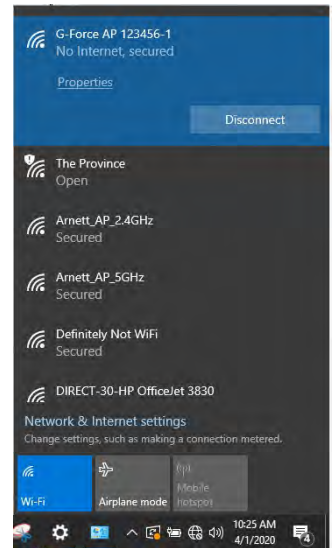 G-Force AP 123456-1
No Internet, secured
Properties
Disconnect
The Province
Open
Arnett_AP_2.4GHz
Secured
Arnett_AP_5GHz
Secured
Definitely Not WiFi
Secured
DIRECT-30-HP OfficeJet 3830
Network & Internet settings
Change settings, such as making a connection metered.
Wi-Fi
Airplane mode
Mobile
hotspot
10:25 AM
4/1/2020
4